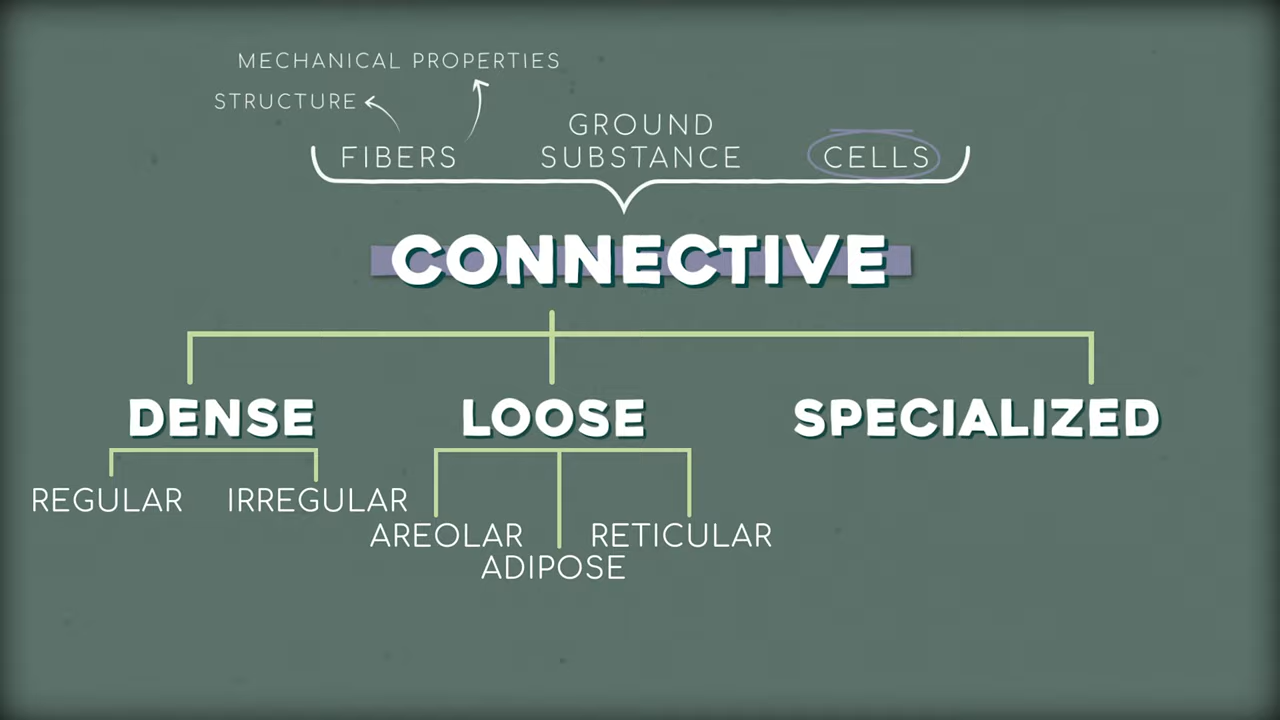 MECHANICAL PROPERTIES
STRUCTURE
GROUND
FIBERS SUBSTANCE CELLS
CONNECTIVE
DENSE LOOSE SPECIALIZED
REGULAR IRREGULAR
AREOLAR RETICULAR
ADIPOSE